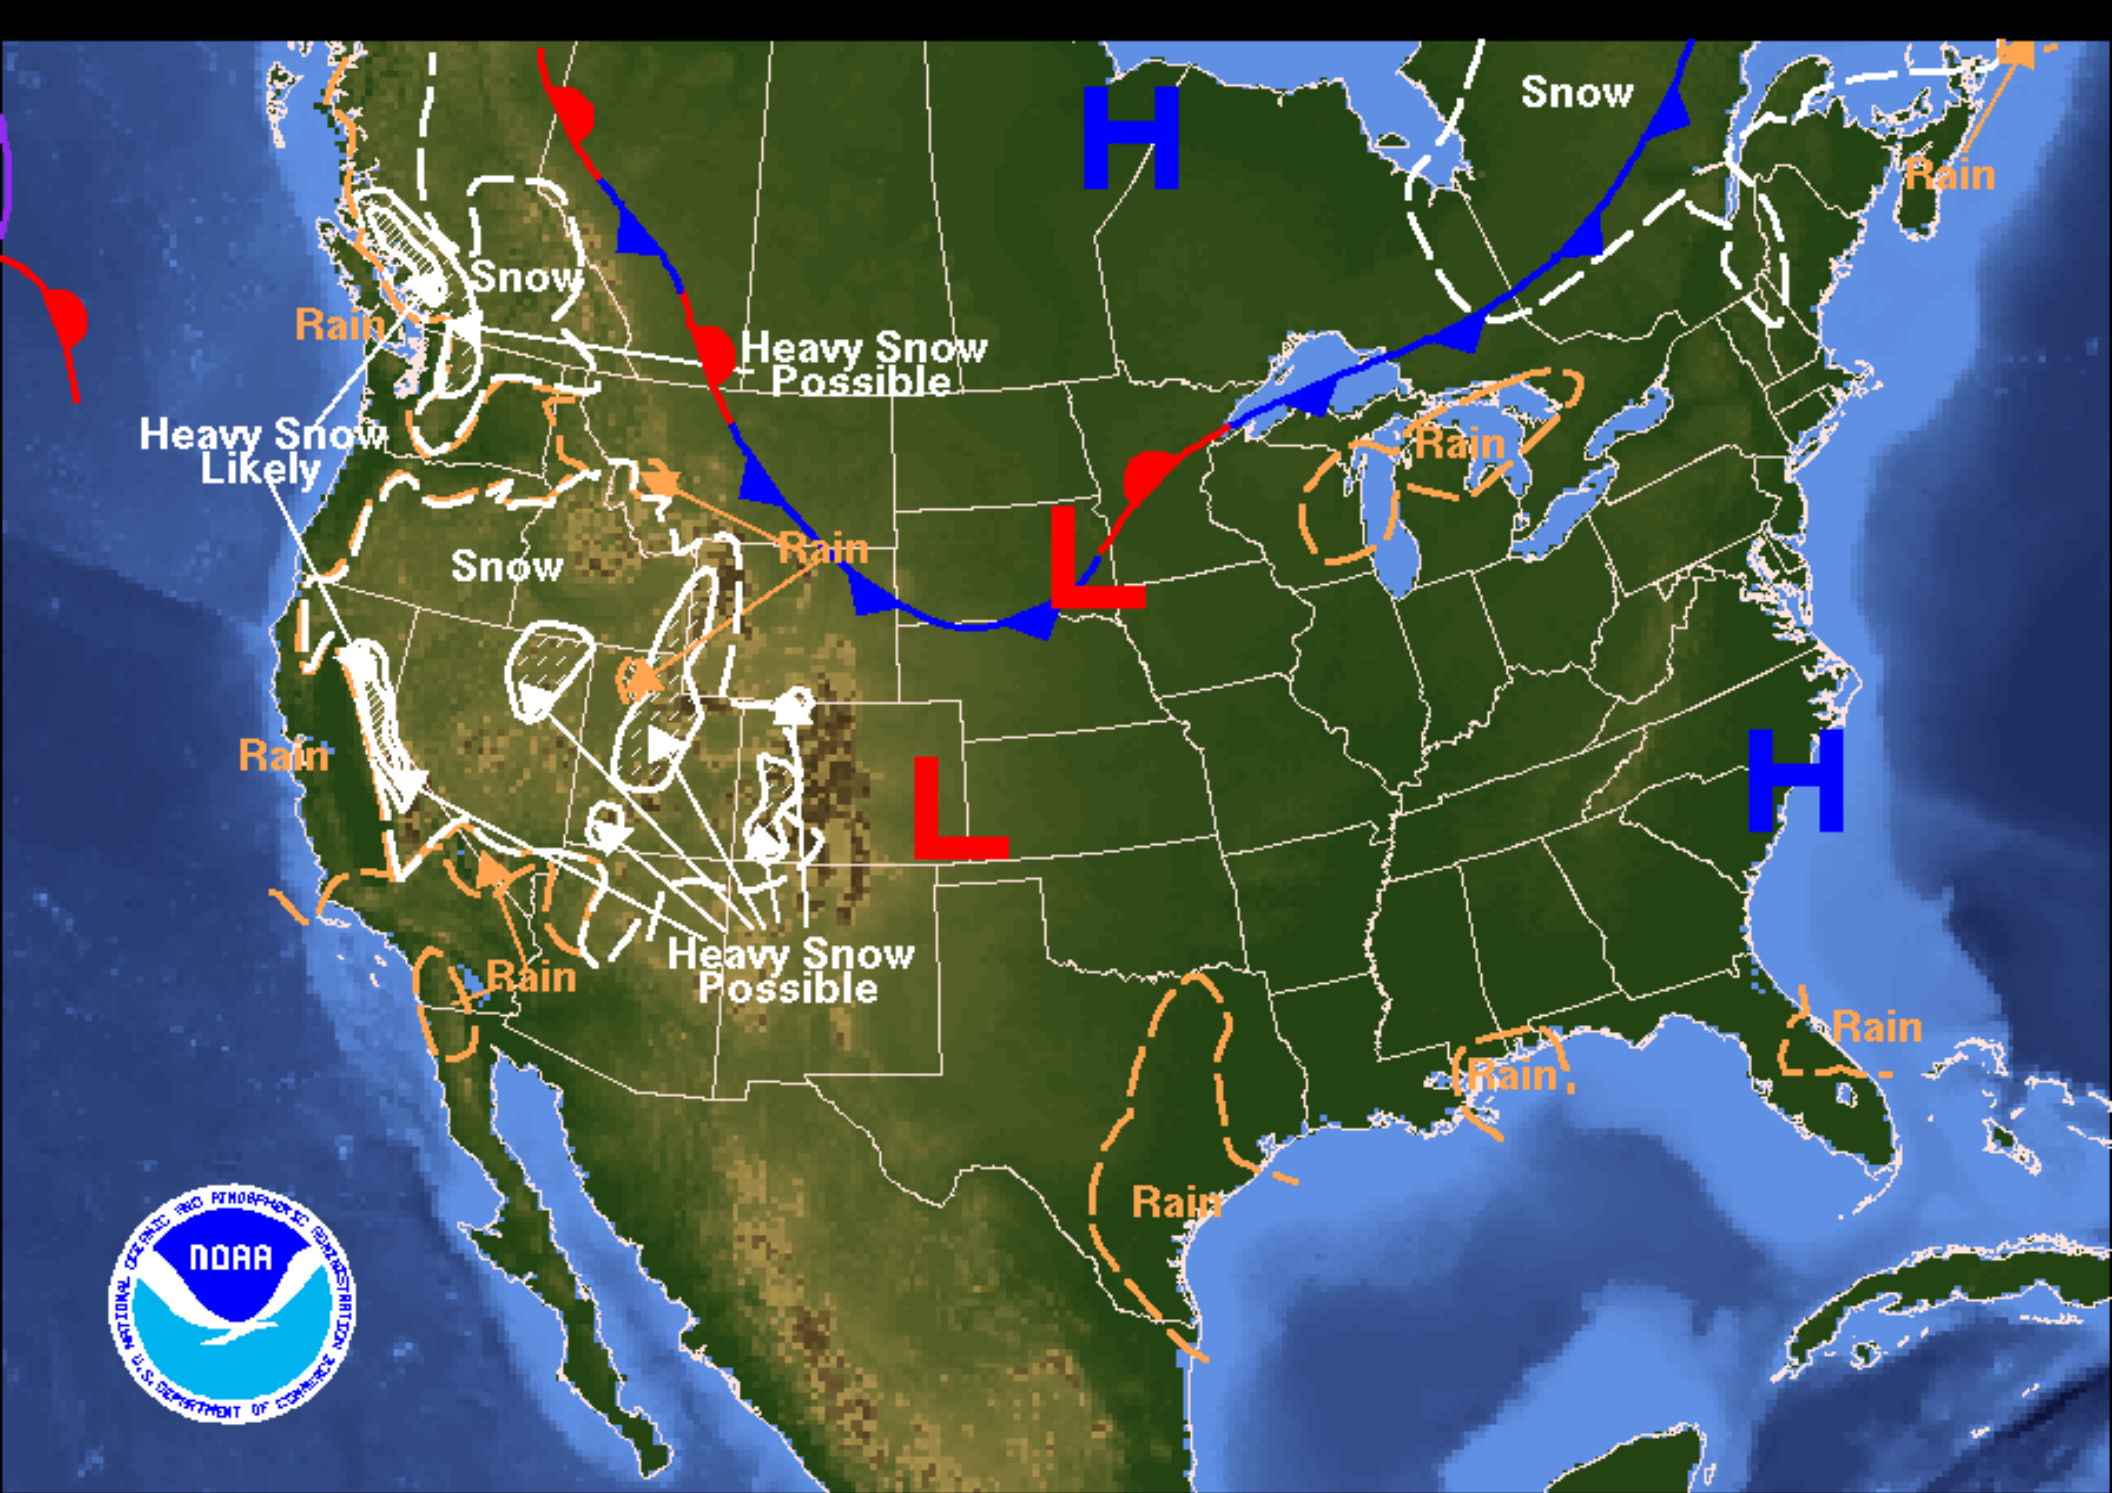 H
Snow
Rain
Snow
Rain
Heavy Snow
Possible
Heavy Snow
Likely
Rain
L
Rain
Snow
Rain
L
H
Heavy Snow
Possible
Rain
Rain
Rain
Rain
NATIONAL OCEANIC AND ATMOSPHERIC ADMINISTRATION
NOAA
U.S. DEPARTMENT OF COMMERCE